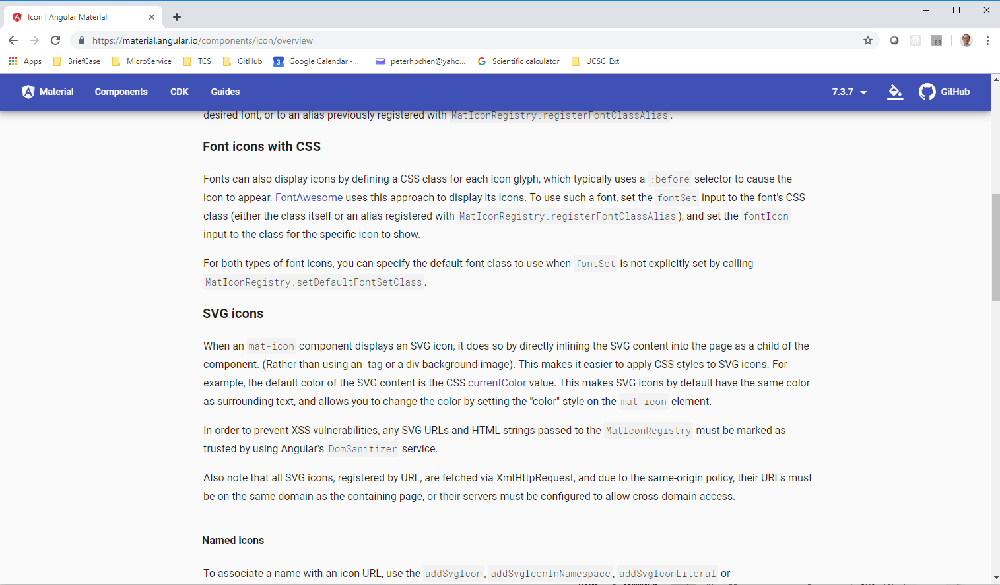 Icon | Angular Material
https://material.angular.io/components/icon/overview
ES
Apps BriefCase MicroService TCS GitHub 3 Google Calendar -... peterhpchen@yaho... Scientific calculator UCSC_Ext
Material Components CDK Guides 7.3.7 GitHub
desired font, or to an alias previously registered with MatIconRegistry.registerFontClassAlias.
Font icons with CSS
Fonts can also display icons by defining a CSS class for each icon glyph, which typically uses a :before selector to cause the
icon to appear. FontAwesome uses this approach to display its icons. To use such a font, set the fontSet input to the font's CSS
class (either the class itself or an alias registered with MatIconRegistry.registerFontClassAlias), and set the fontIcon
input to the class for the specific icon to show.
For both types of font icons, you can specify the default font class to use when fontSet is not explicitly set by calling
MatIconRegistry.setDefaultFontSetClass.
SVG icons
When an mat-icon component displays an SVG icon, it does so by directly inlining the SVG content into the page as a child of the
component. (Rather than using an tag or a div background image). This makes it easier to apply CSS styles to SVG icons. For
example, the default color of the SVG content is the CSS currentColor value. This makes SVG icons by default have the same color
as surrounding text, and allows you to change the color by setting the "color" style on the mat-icon element.
In order to prevent XSS vulnerabilities, any SVG URLs and HTML strings passed to the MatIconRegistry must be marked as
trusted by using Angular's DomSanitizer service.
Also note that all SVG icons, registered by URL, are fetched via XmlHttpRequest, and due to the same-origin policy, their URLs must
be on the same domain as the containing page, or their servers must be configured to allow cross-domain access.
Named icons
To associate a name with an icon URL, use the addSvgIcon, addSvgIconInNamespace, addSvgIconLiteral or